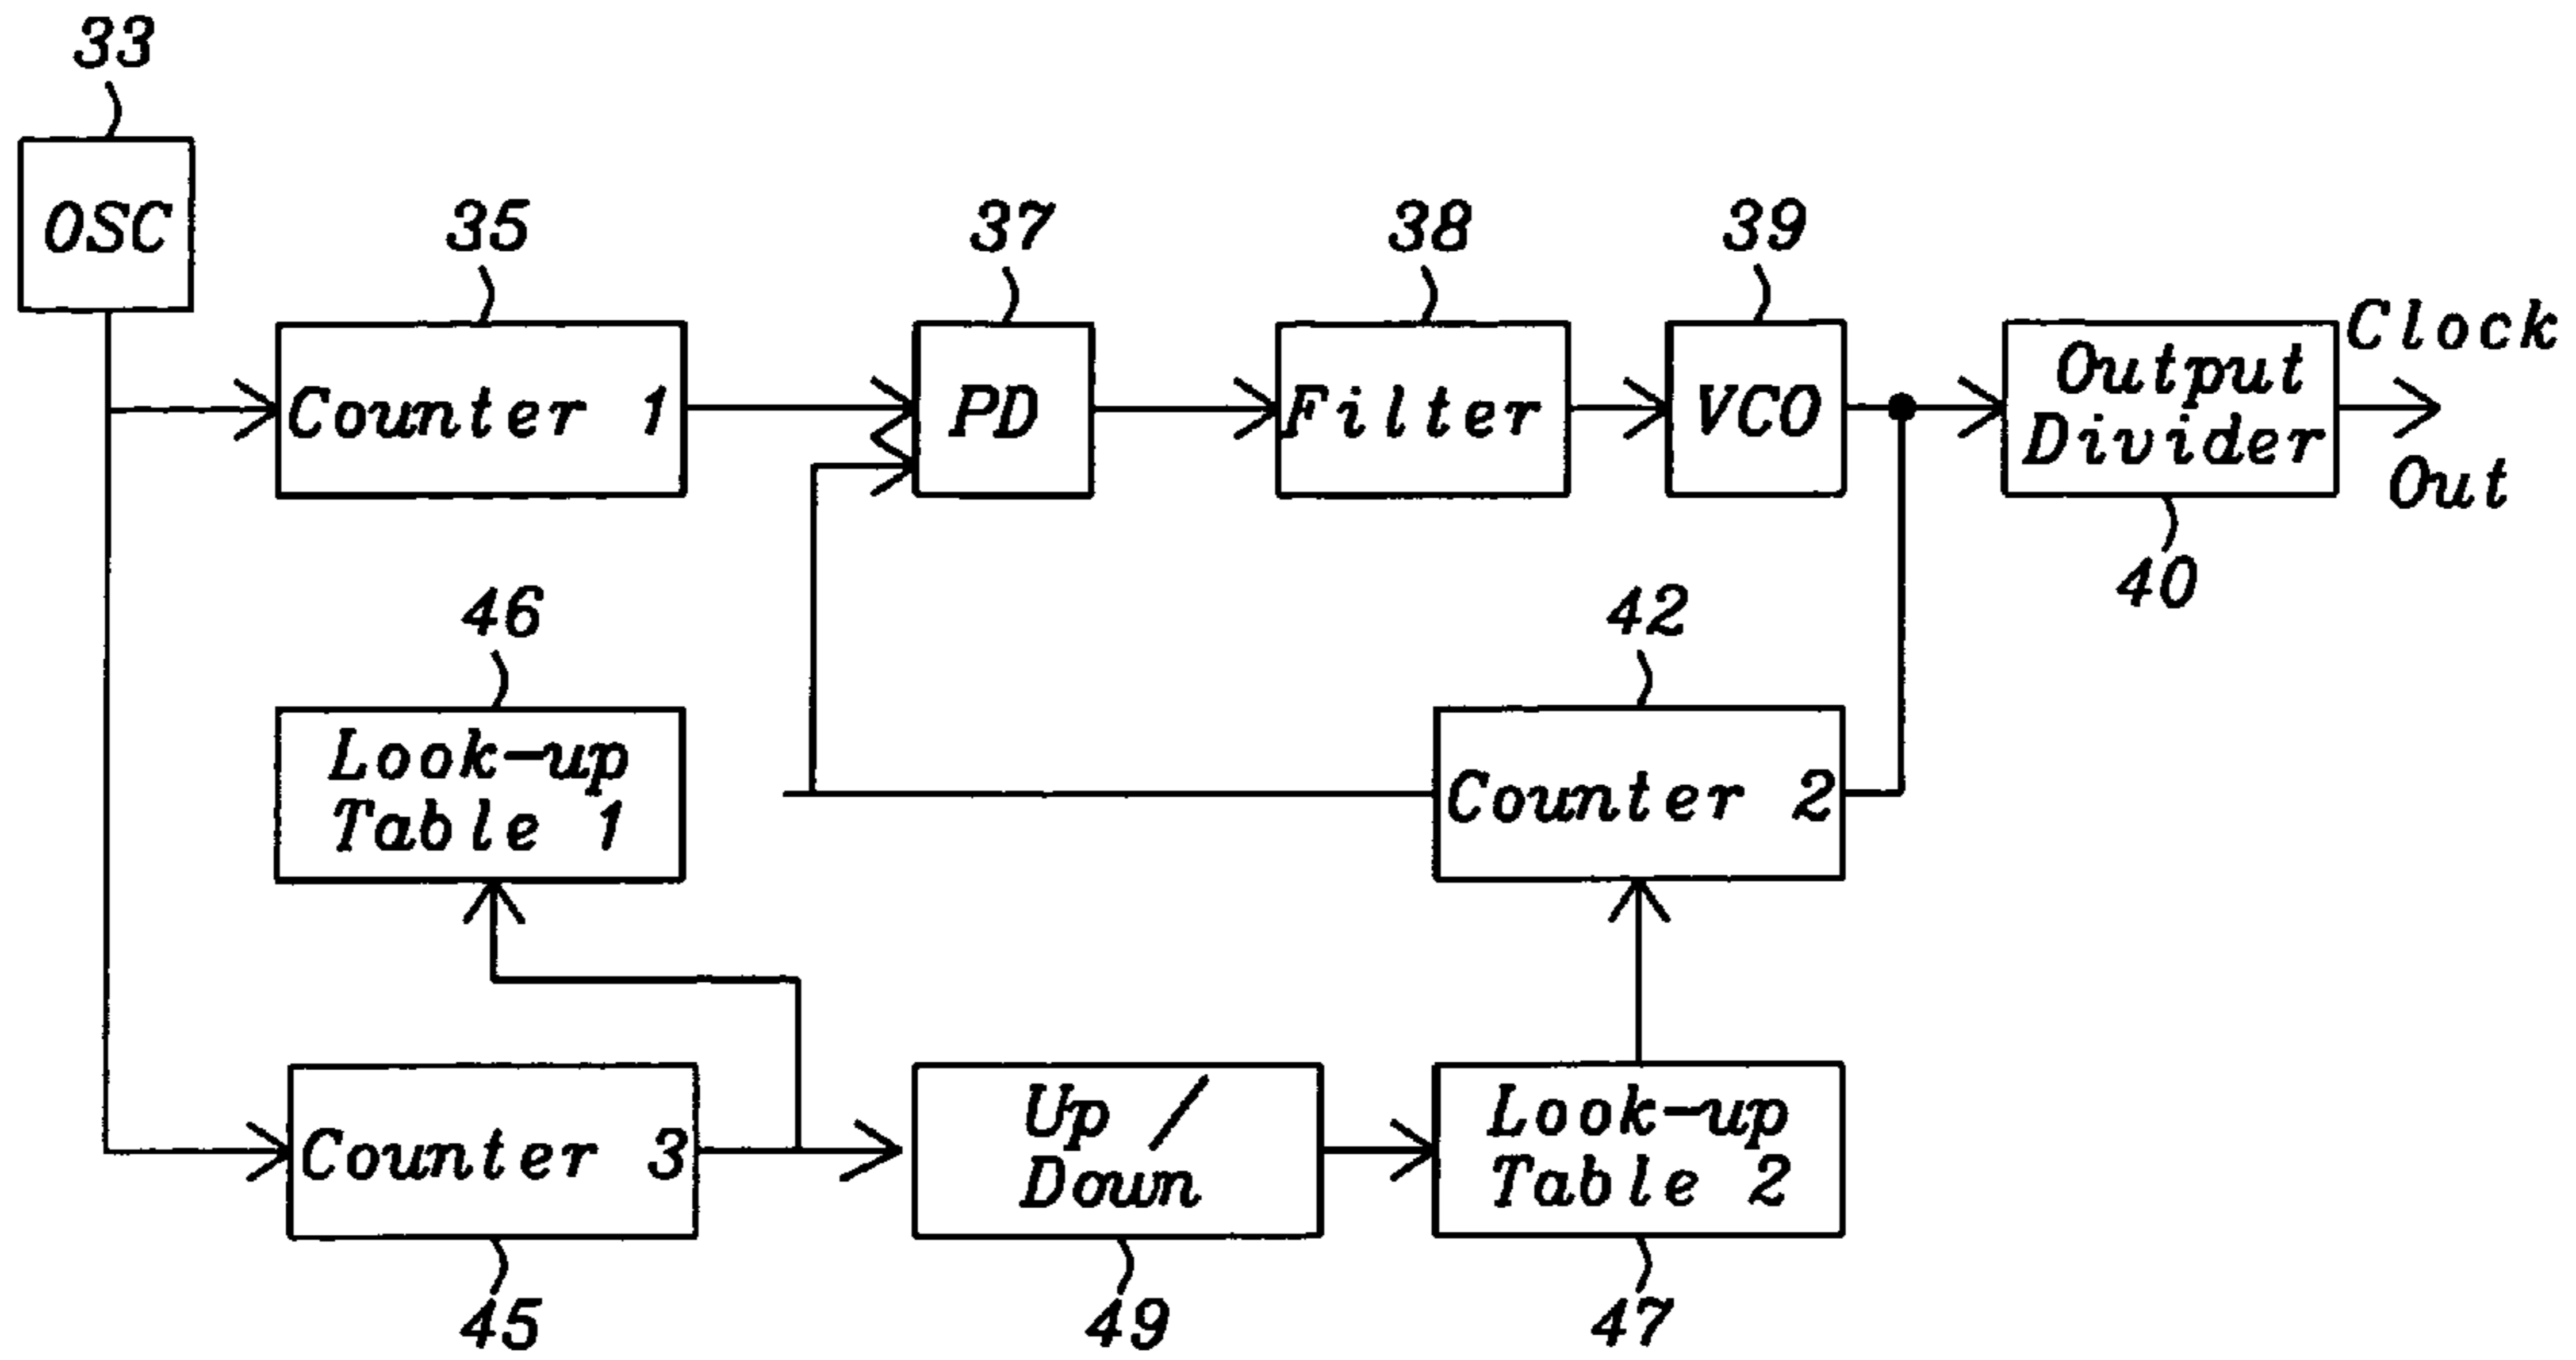 33
OSC
35
37
38
39
Counter 1
PD
Filter
VCO
Output
Divider
Clock
Out
40
46
42
Look-up
Table 1
Counter 2
Counter 3
Up /
Down
Look-up
Table 2
45
49
47